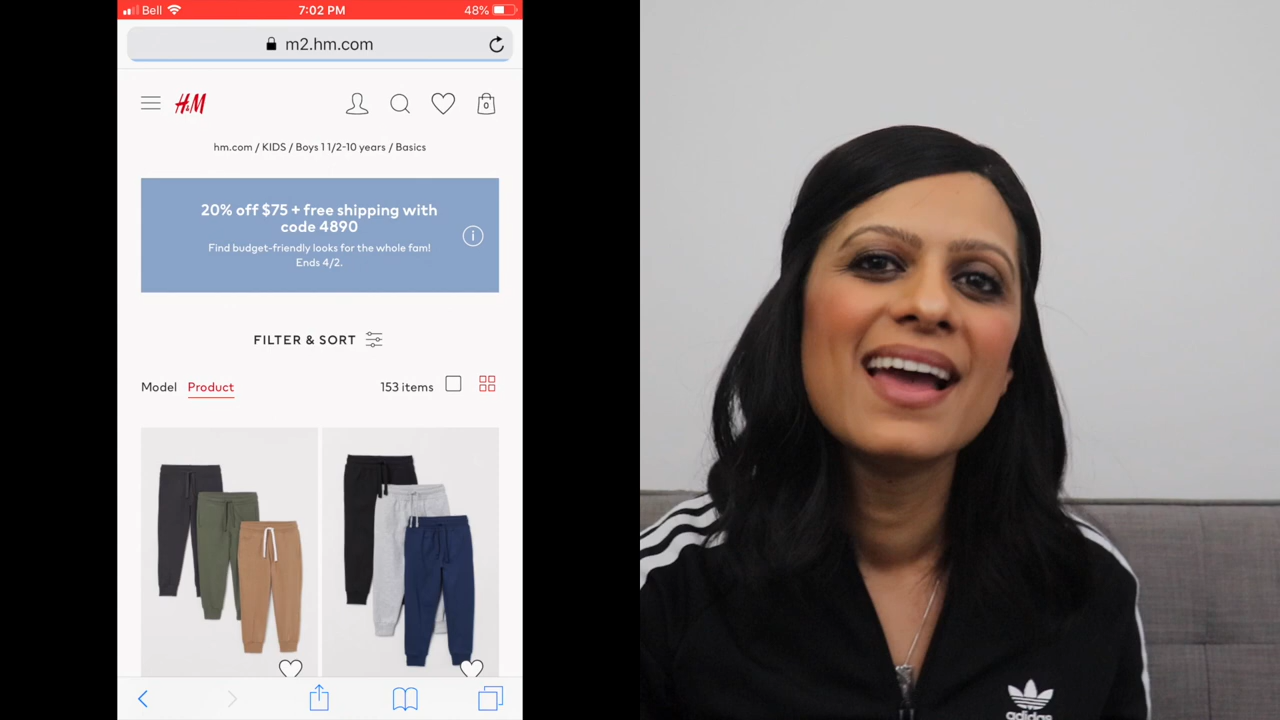 Bell 7:02 PM 48%
m2.hm.com
H&M
0
hm.com / KIDS / Boys 1 1/2-10 years / Basics
20% off $75 + free shipping with
code 4890
i
Find budget-friendly looks for the whole fam!
Ends 4/2.
FILTER & SORT
Model Product 153 items
adidas